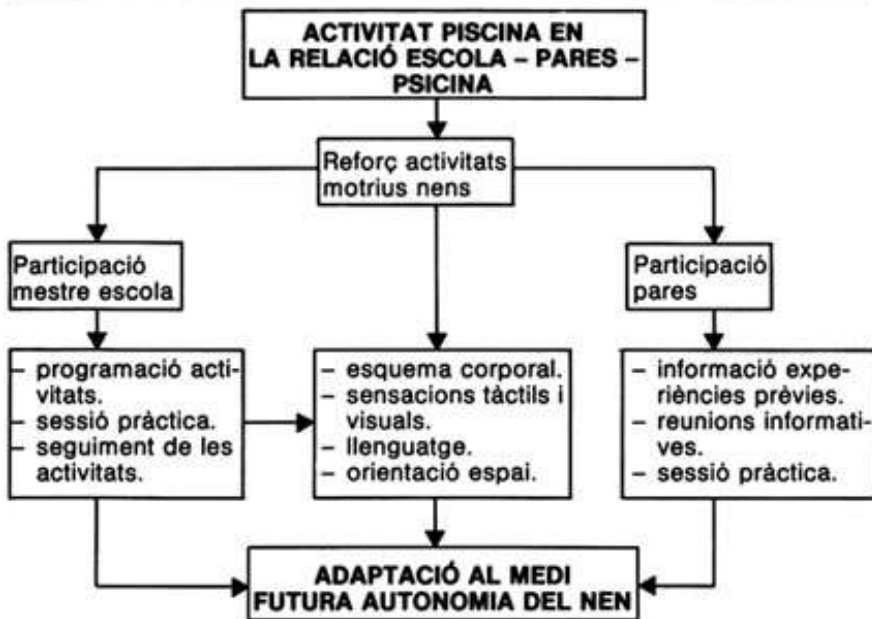 ACTIVITAT PISCINA EN
LA RELACIÓ ESCOLA – PARES –
PSICINA
Reforç activitats
motrius nens
Participació
mestre escola
Participació
pares
– programació acti-
vitats.
– sessió pràctica.
– seguiment de les
activitats.
– esquema corporal.
– sensacions tàctils i
visuals.
– llenguatge.
– orientació espai.
– informació expe-
riències prèvies.
– reunions informati-
ves.
– sessió pràctica.
ADAPTACIÓ AL MEDI
FUTURA AUTONOMIA DEL NEN